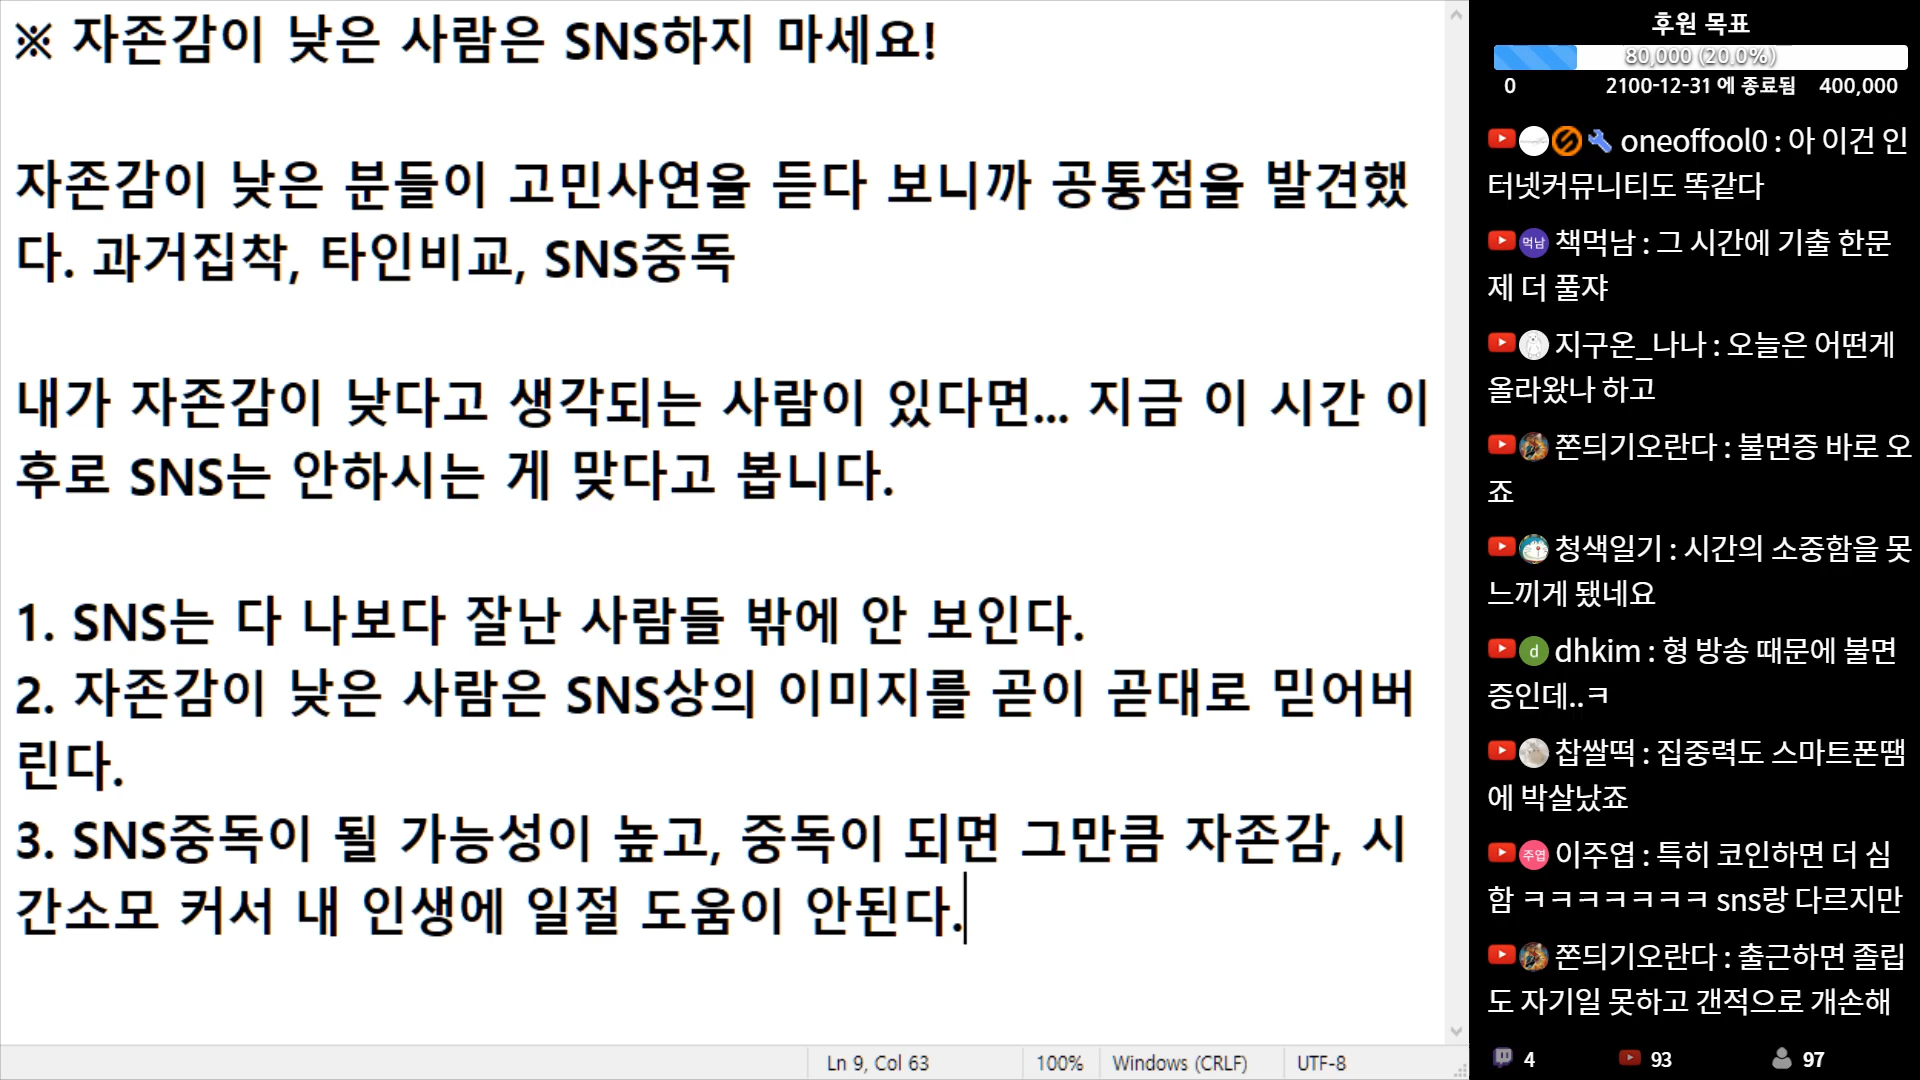 ※ 자존감이 낮은 사람은 SNS하지 마세요!
자존감이 낮은 분들이 고민사연을 듣다 보니까 공통점을 발견했
다. 과거집착, 타인비교, SNS중독
내가 자존감이 낮다고 생각되는 사람이 있다면... 지금 이 시간 이
후로 SNS는 안하시는 게 맞다고 봅니다.
1. SNS는 다 나보다 잘난 사람들 밖에 안 보인다.
2. 자존감이 낮은 사람은 SNS상의 이미지를 곧이 곧대로 믿어버
린다.
3. SNS중독이 될 가능성이 높고, 중독이 되면 그만큼 자존감, 시
간소모 커서 내 인생에 일절 도움이 안된다.
Ln 9, Col 63
100%
Windows (CRLF)
UTF-8
후원 목표
80,000 (20.0%)
0 2100-12-31 에 종료됨 400,000
oneoffool0 : 아 이건 인
터넷커뮤니티도 똑같다
먹남 책먹남 : 그 시간에 기출 한문
제 더 풀쟈
지구온_나나 : 오늘은 어떤게
올라왔나 하고
쫀듸기오란다 : 불면증 바로 오
죠
청색일기 : 시간의 소중함을 못
느끼게 됐네요
d dhkim : 형 방송 때문에 불면
증인데..ㅋ
찹쌀떡 : 집중력도 스마트폰땜
에 박살났죠
주엽 이주엽 : 특히 코인하면 더 심
함 ㅋㅋㅋㅋㅋㅋㅋ sns랑 다르지만
쫀듸기오란다 : 출근하면 졸립
도 자기일 못하고 갠적으로 개손해
4 93 97